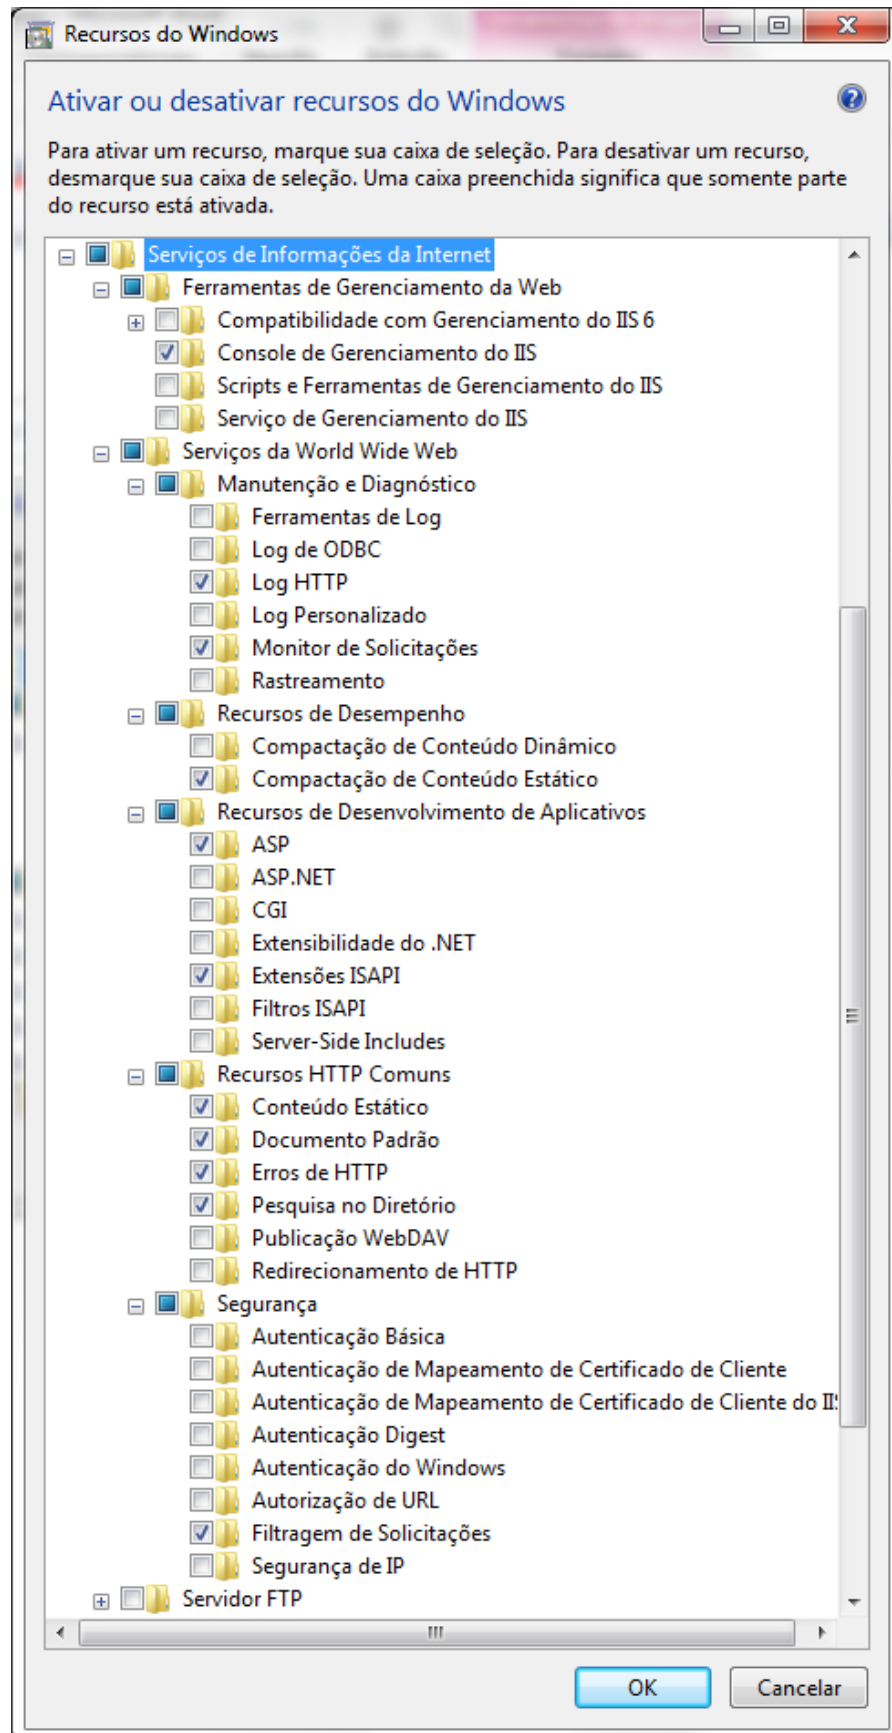 Recursos do Windows
Ativar ou desativar recursos do Windows
Para ativar um recurso, marque sua caixa de seleção. Para desativar um recurso,
desmarque sua caixa de seleção. Uma caixa preenchida significa que somente parte
do recurso está ativada.
Serviços de Informações da Internet
Ferramentas de Gerenciamento da Web
Compatibilidade com Gerenciamento do IIS 6
Console de Gerenciamento do IIS
Scripts e Ferramentas de Gerenciamento do IIS
Serviço de Gerenciamento do IIS
Serviços da World Wide Web
Manutenção e Diagnóstico
Ferramentas de Log
Log de ODBC
Log HTTP
Log Personalizado
Monitor de Solicitações
Rastreamento
Recursos de Desempenho
Compactação de Conteúdo Dinâmico
Compactação de Conteúdo Estático
Recursos de Desenvolvimento de Aplicativos
ASP
ASP.NET
CGI
Extensibilidade do .NET
Extensões ISAPI
Filtros ISAPI
Server-Side Includes
Recursos HTTP Comuns
Conteúdo Estático
Documento Padrão
Erros de HTTP
Pesquisa no Diretório
Publicação WebDAV
Redirecionamento de HTTP
Segurança
Autenticação Básica
Autenticação de Mapeamento de Certificado de Cliente
Autenticação de Mapeamento de Certificado de Cliente do
Autenticação Digest
Autenticação do Windows
Autorização de URL
Filtragem de Solicitações
Segurança de IP
Servidor FTP
OK
Cancelar